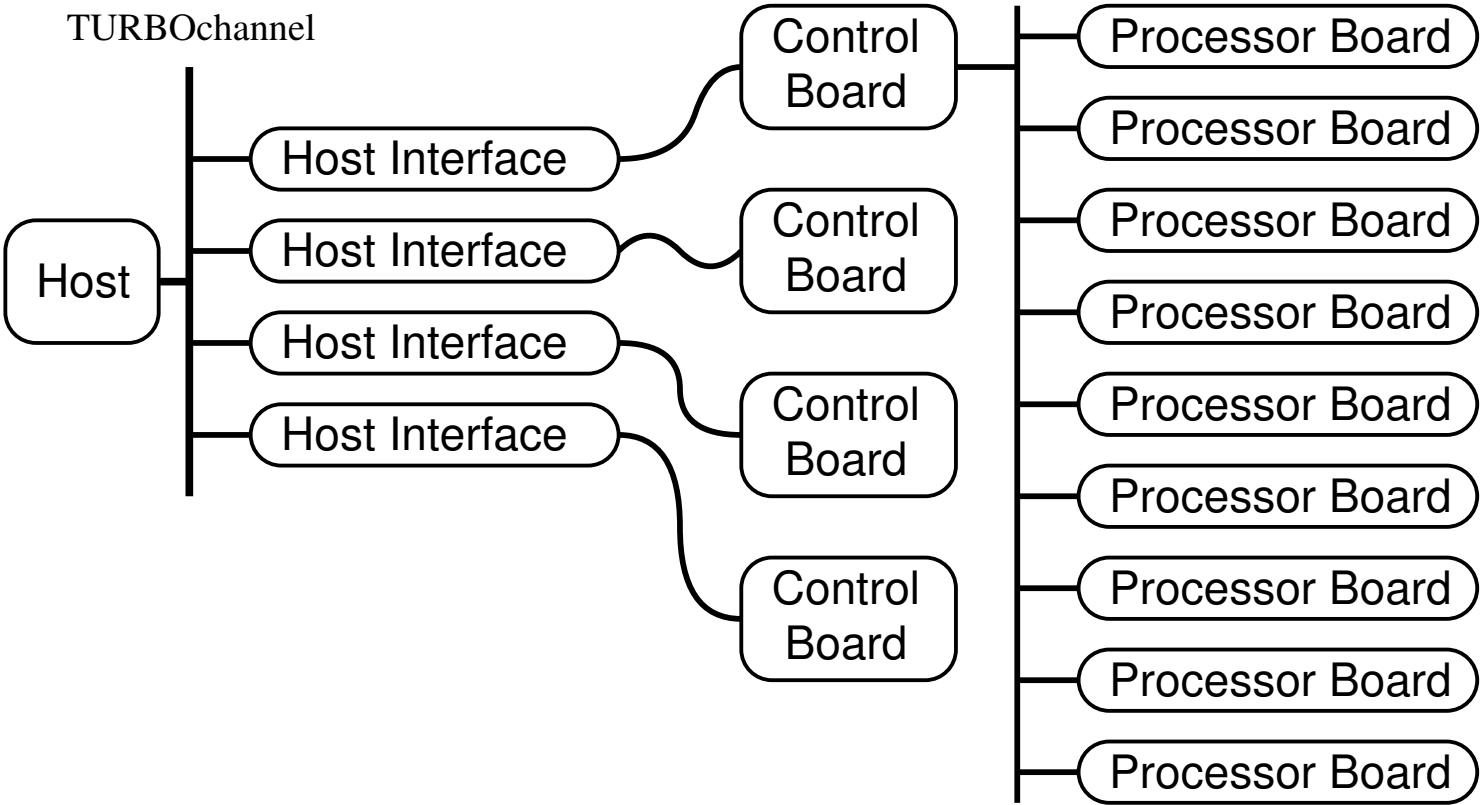 TURBOchannel
Host
Host Interface
Host Interface
Host Interface
Host Interface
Control
Board
Control
Board
Control
Board
Control
Board
Processor Board
Processor Board
Processor Board
Processor Board
Processor Board
Processor Board
Processor Board
Processor Board
Processor Board